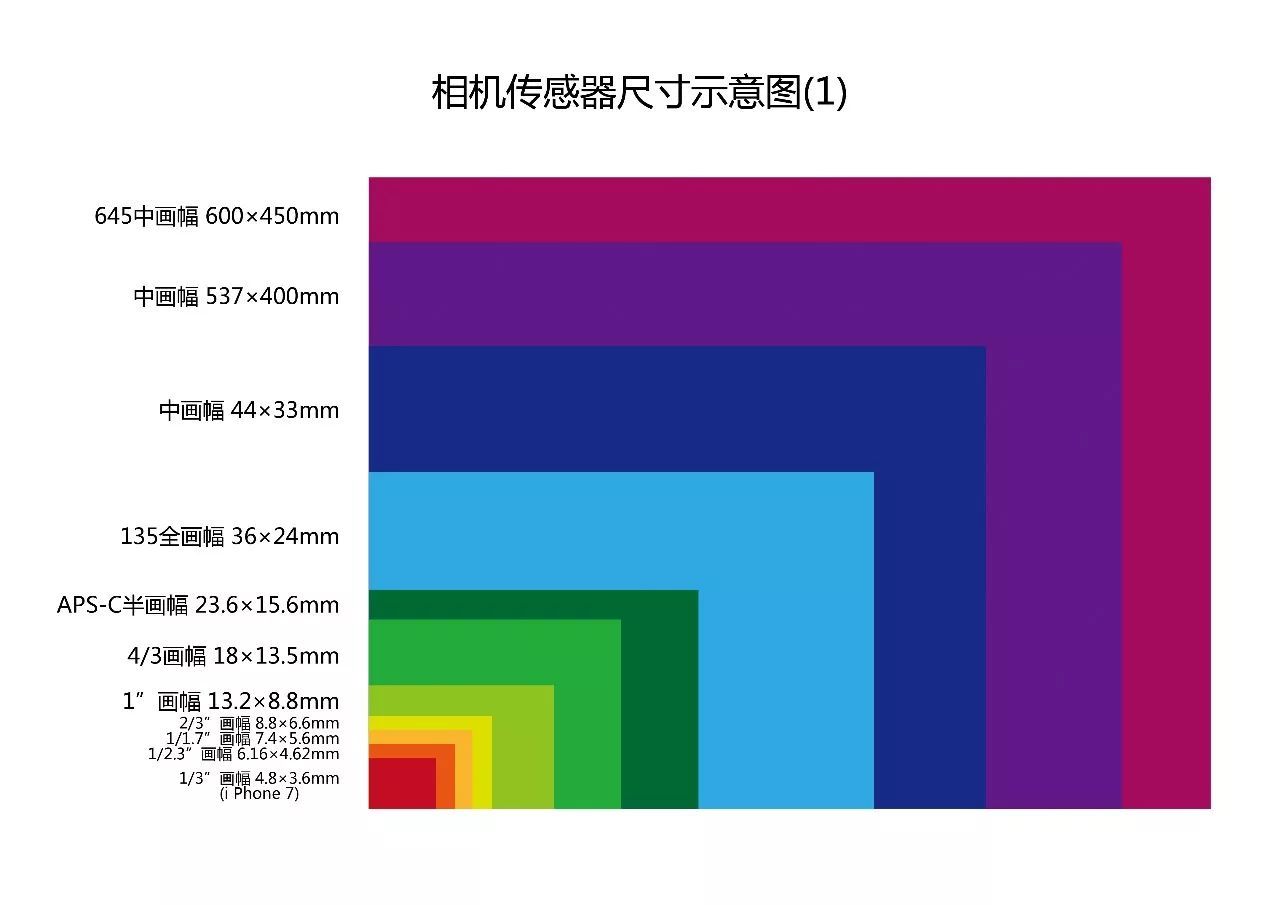 相机传感器尺寸示意图(1)
645中画幅 600×450mm
中画幅 537×400mm
中画幅 44×33mm
135全画幅 36×24mm
APS-C半画幅 23.6×15.6mm
4/3画幅 18×13.5mm
1”画幅 13.2×8.8mm
2/3”画幅 8.8×6.6mm
1/1.7”画幅 7.4×5.6mm
1/2.3”画幅 6.16×4.62mm
1/3”画幅 4.8×3.6mm
(i Phone 7)